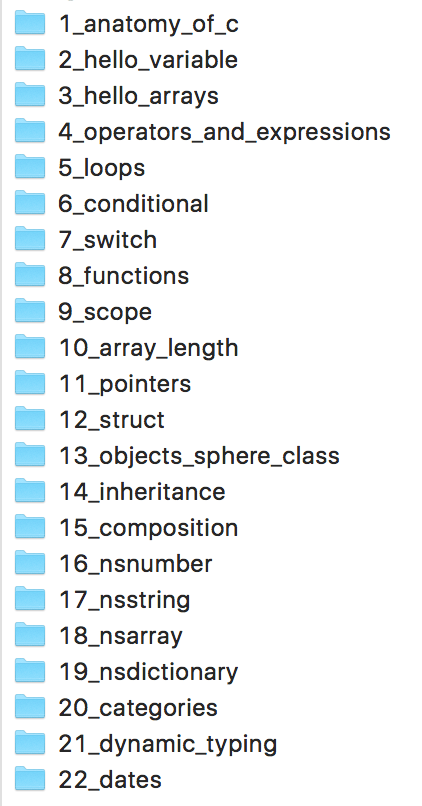 1_anatomy_of_c
2_hello_variable
3_hello_arrays
4_operators_and_expressions
5_loops
6_conditional
7_switch
8_functions
9_scope
10_array_length
11_pointers
12_struct
13_objects_sphere_class
14_inheritance
15_composition
16_nsnumber
17_nsstring
18_nsarray
19_nsdictionary
20_categories
21_dynamic_typing
22_dates